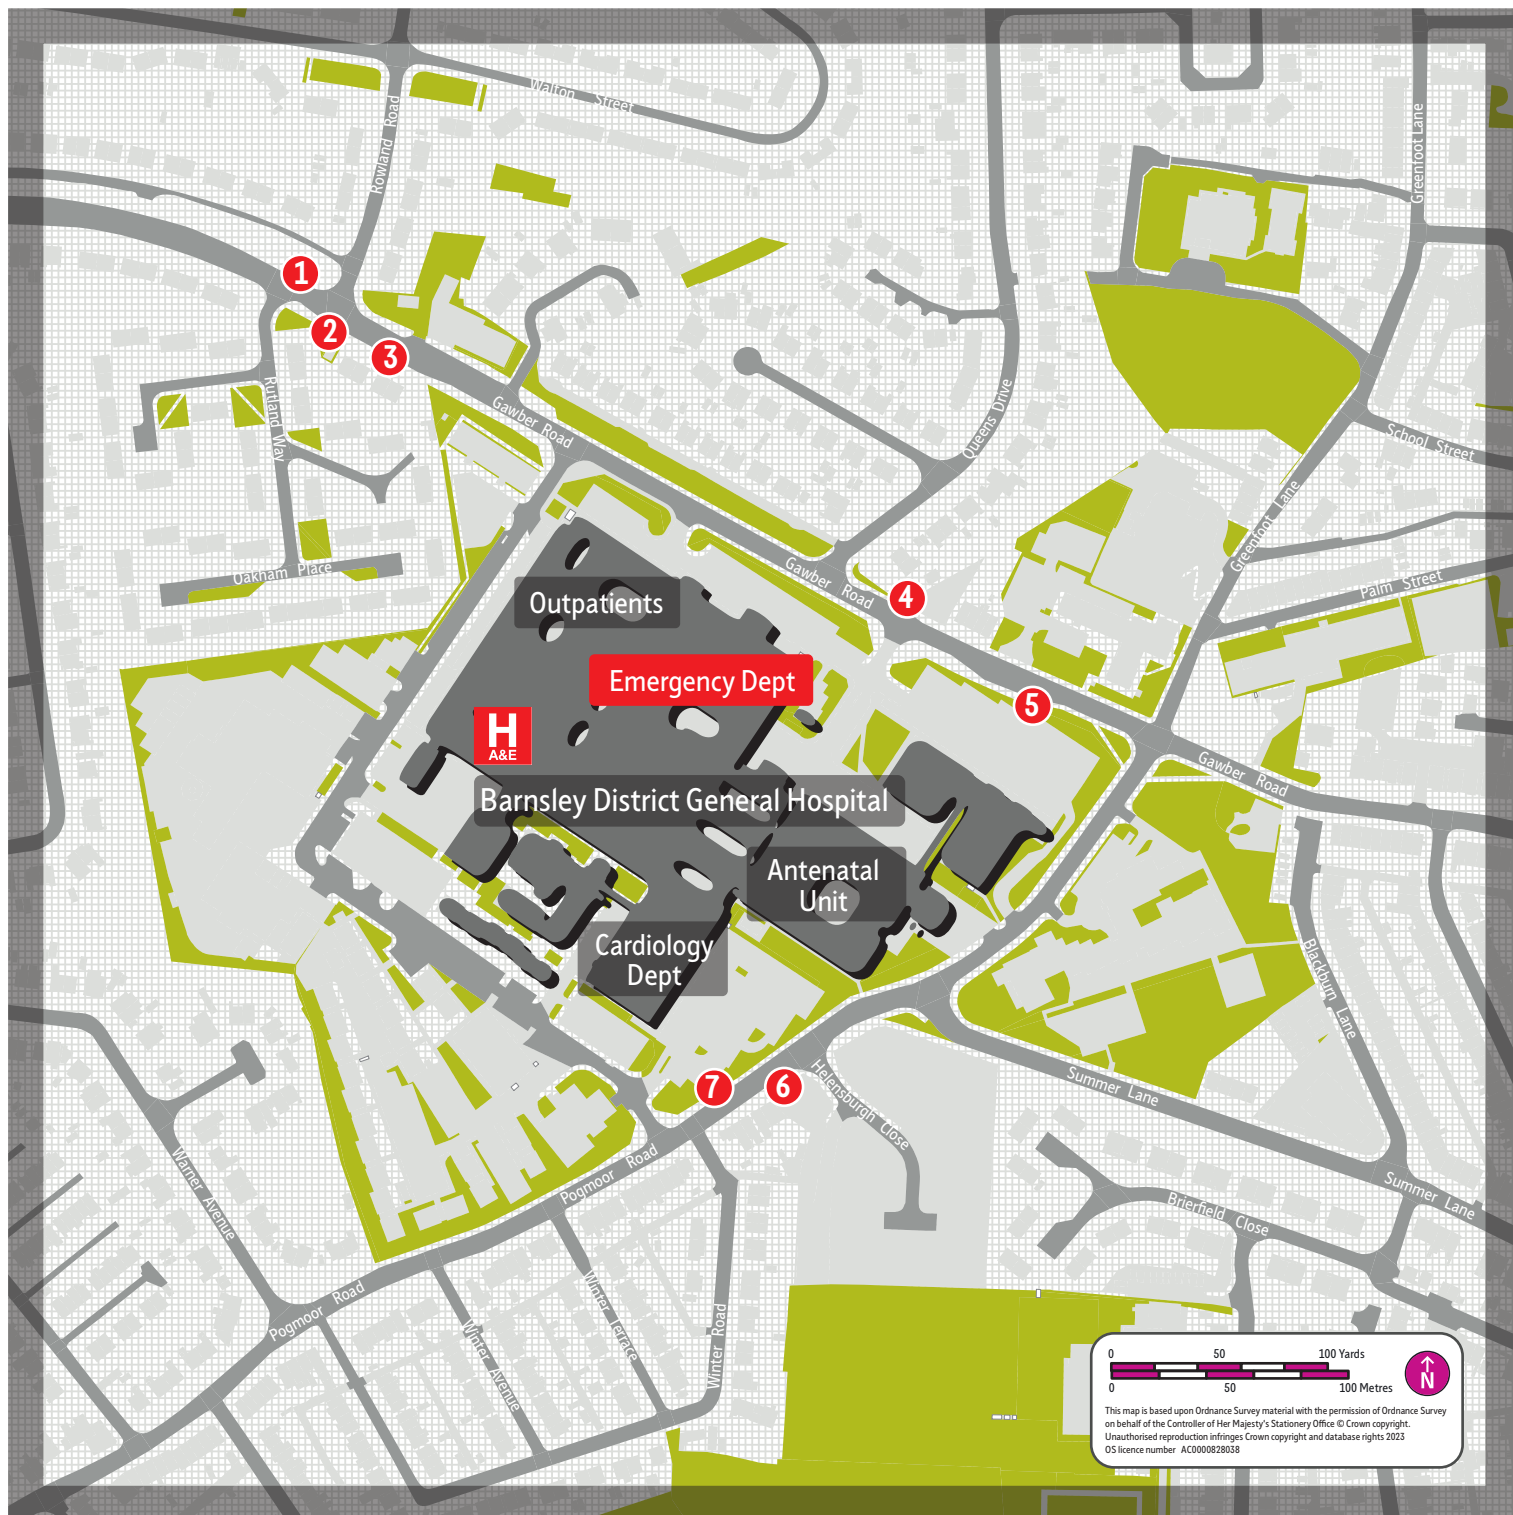 Walton Street
Rowland Road
Greenfoot Lane
1
2
3
Queens Drive
Rutland Way
Gawber Road
School Street
Greenfoot Lane
Gawber Road
Oakham Place
Palm Street
4
Outpatients
Emergency Dept
5
H
A&E
Gawber Road
Barnsley District General Hospital
Antenatal
Unit
Cardiology
Dept
Blackburn Lane
7
6
Helensburgh Close
Summer Lane
Warner Avenue
Pogmoor Road
Summer Lane
Brierfield Close
Pogmoor Road
Winter Terrace
Winter Avenue
Winter Road
0 50 100 Yards
0 50 100 Metres
N
This map is based upon Ordnance Survey material with the permission of Ordnance Survey
on behalf of the Controller of Her Majesty's Stationery Office © Crown copyright.
Unauthorised reproduction infringes Crown copyright and database rights 2023
OS licence number AC0000828038